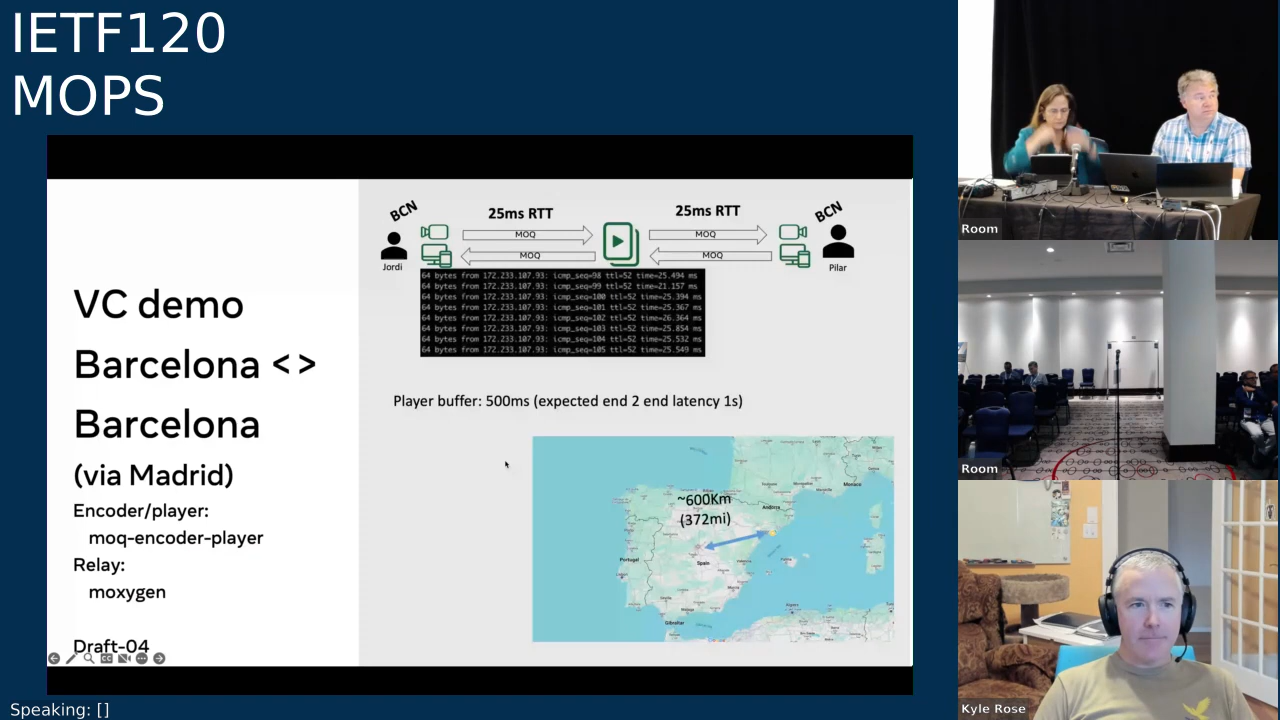 IETF120
MOPS
VC demo
Barcelona <>
Barcelona
(via Madrid)
Encoder/player:
moq-encoder-player
Relay:
moxygen
Draft-04
BCN
25ms RTT
25ms RTT
BCN
MOQ
MOQ
MOQ
MOQ
Jordi
Pilar
64 bytes from 172.233.107.93: icmp_seq=98 ttl=52 time=25.494 ms
64 bytes from 172.233.107.93: icmp_seq=99 ttl=52 time=21.157 ms
64 bytes from 172.233.107.93: icmp_seq=100 ttl=52 time=25.394 ms
64 bytes from 172.233.107.93: icmp_seq=101 ttl=52 time=25.367 ms
64 bytes from 172.233.107.93: icmp_seq=102 ttl=52 time=26.364 ms
64 bytes from 172.233.107.93: icmp_seq=103 ttl=52 time=25.854 ms
64 bytes from 172.233.107.93: icmp_seq=104 ttl=52 time=25.532 ms
64 bytes from 172.233.107.93: icmp_seq=105 ttl=52 time=25.549 ms
Player buffer: 500ms (expected end 2 end latency 1s)
~600Km
(372mi)
Andorra
Monaco
Portugal
Spain
Gibraltar
Room
Room
Kyle Rose
Speaking: []